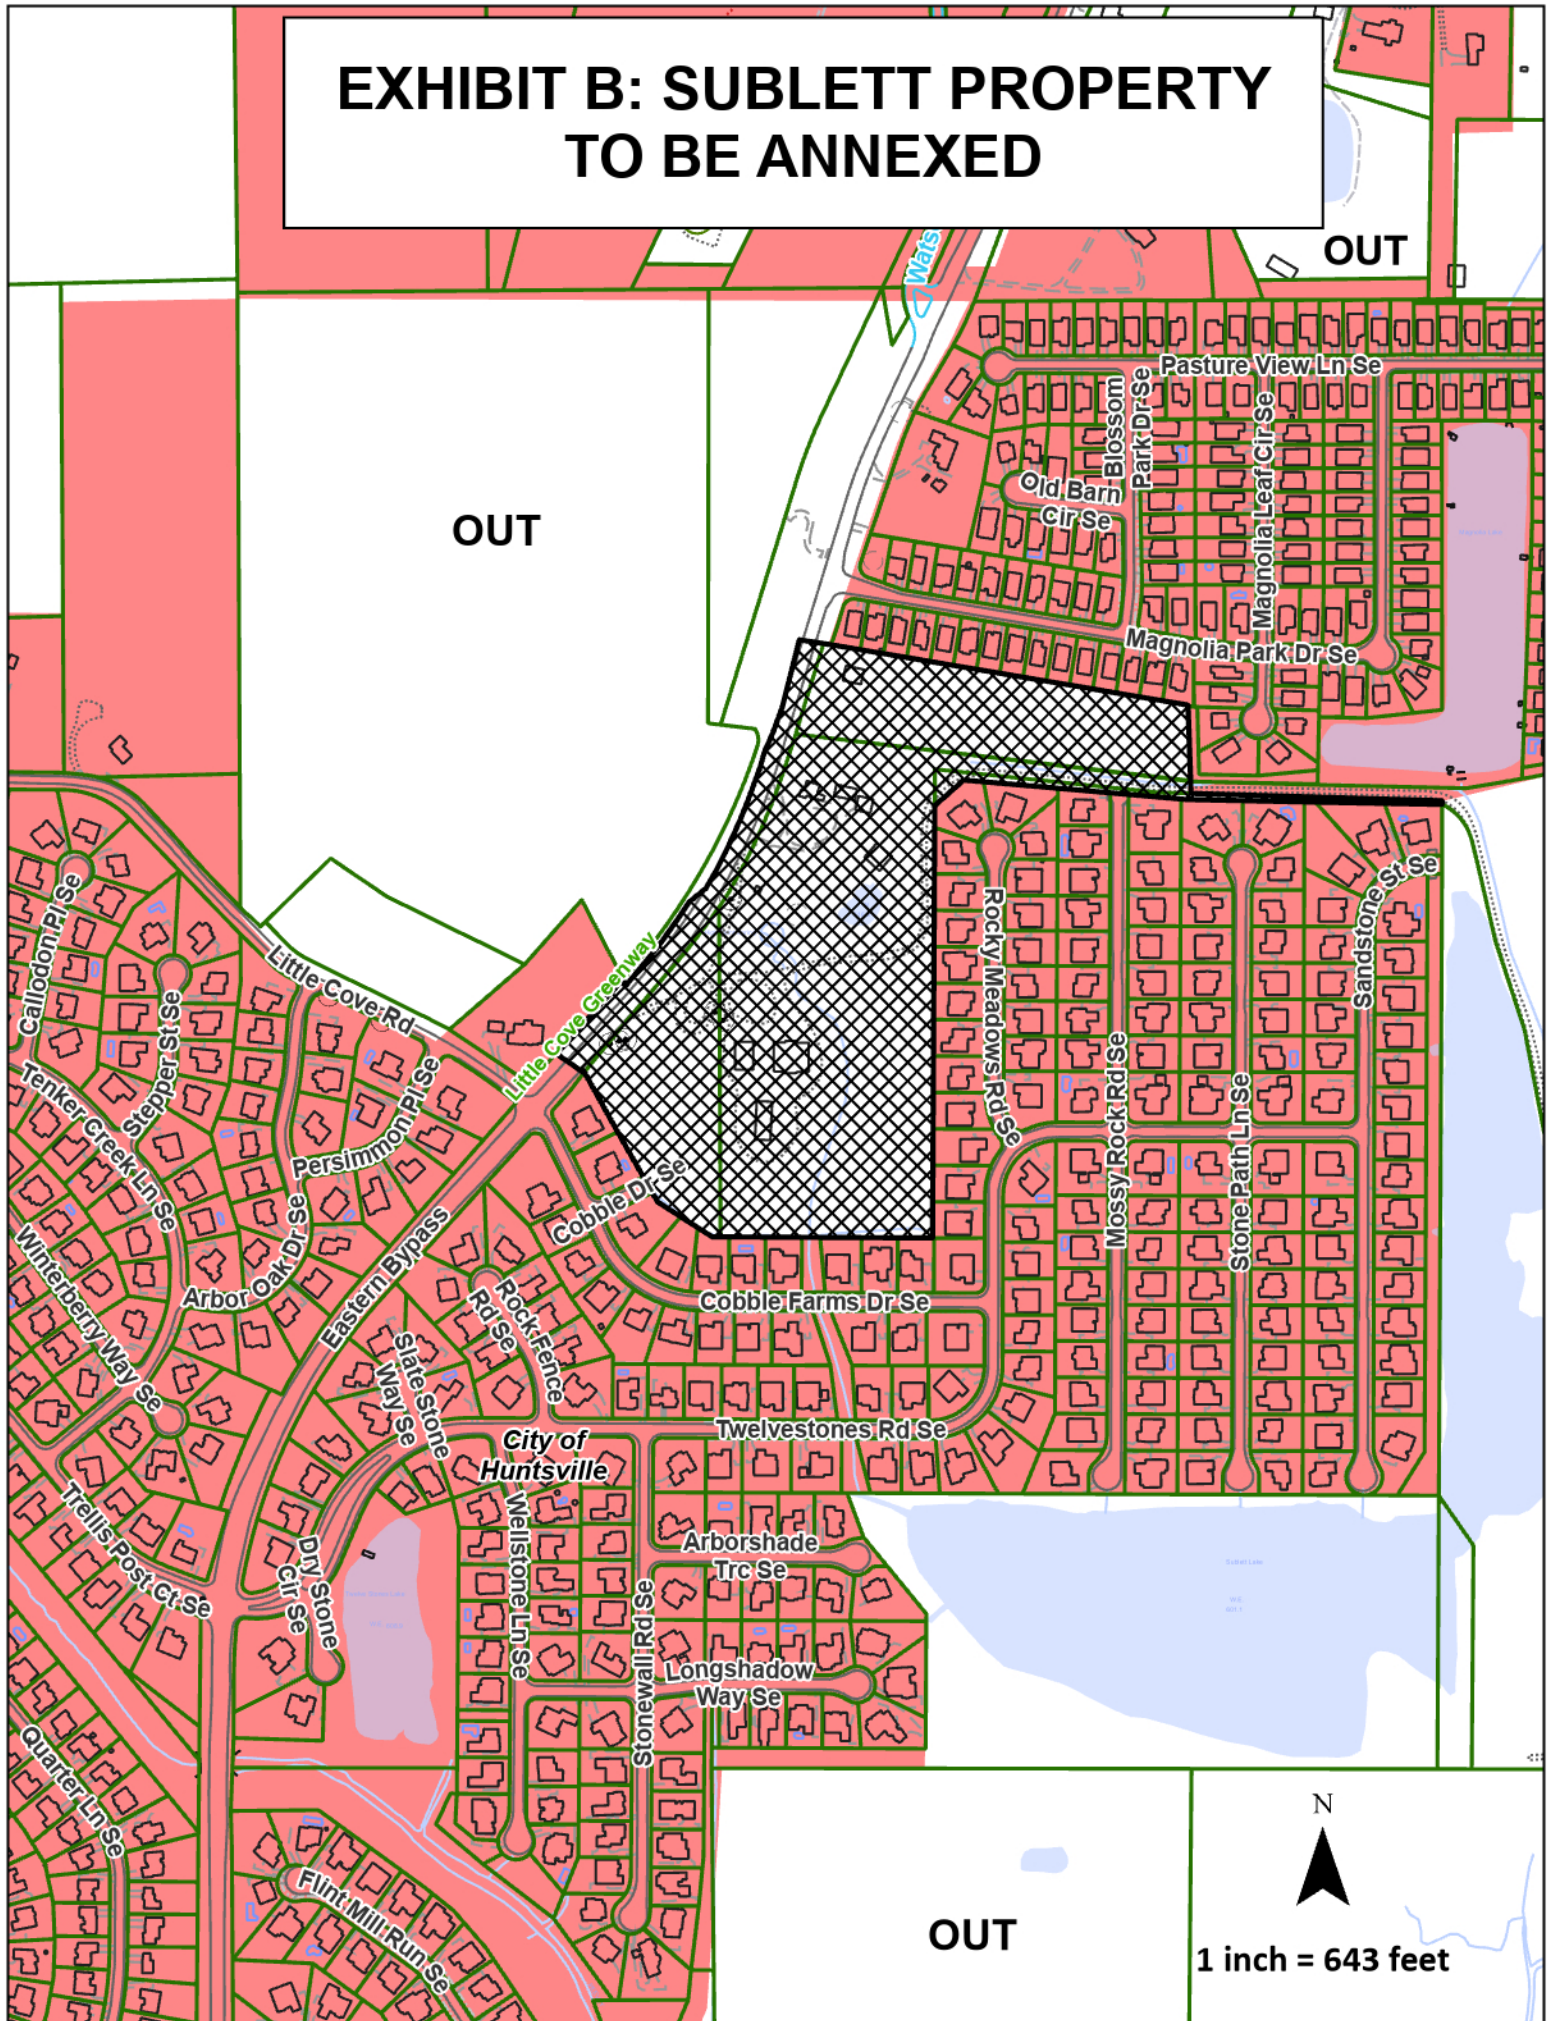 EXHIBIT B: SUBLETT PROPERTY
TO BE ANNEXED
Wats
OUT
Pasture View Ln Se
Blossom
Park Dr Se
Magnolia Leaf Cir Se
Old Barn
Cir Se
OUT
Magnolia Park Dr Se
Callodon Pl Se
Stepper St Se
Little Cove Rd
Little Cove Greenway
Rocky Meadows Rd Se
Sandstone St Se
Mossy Rock Rd Se
Stone Path Ln Se
Tenker Creek Ln Se
Persimmon Pl Se
Cobble Dr Se
Winterberry Way Se
Arbor Oak Dr Se
Eastern Bypass
Rock Fence
Rd Se
Cobble Farms Dr Se
Slate Stone
Way Se
Twelvestones Rd Se
City of
Huntsville
Trellis Post Ct Se
Dry Stone
Cir Se
Wellstone Ln Se
Arborshade
Trc Se
Stonewall Rd Se
Longshadow
Way Se
Quarter Ln Se
Flint Mill Run Se
OUT
N
1 inch = 643 feet